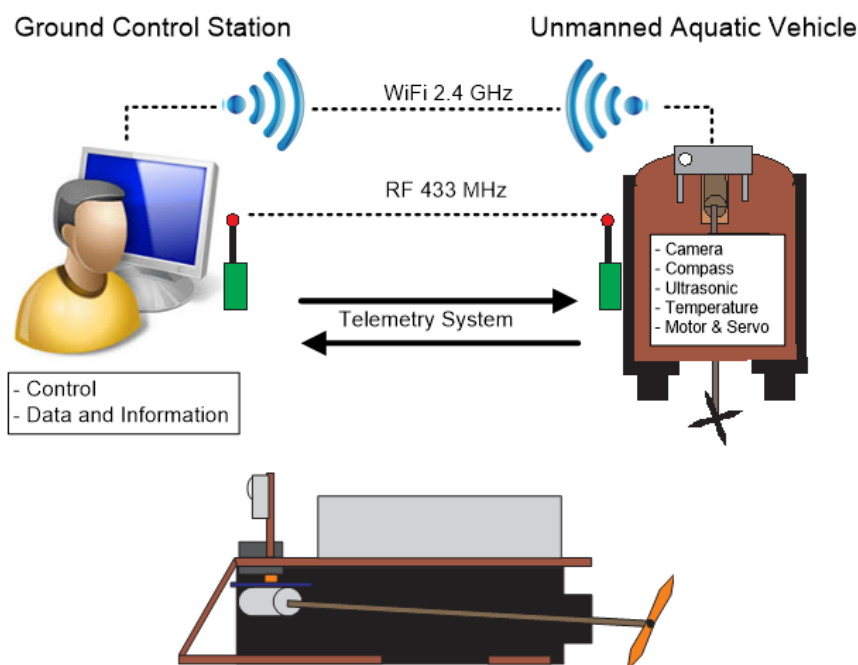 Ground Control Station
Unmanned Aquatic Vehicle
WiFi 2.4 GHz
RF 433 MHz
- Camera
- Compass
- Ultrasonic
- Temperature
- Motor & Servo
Telemetry System
- Control
- Data and Information